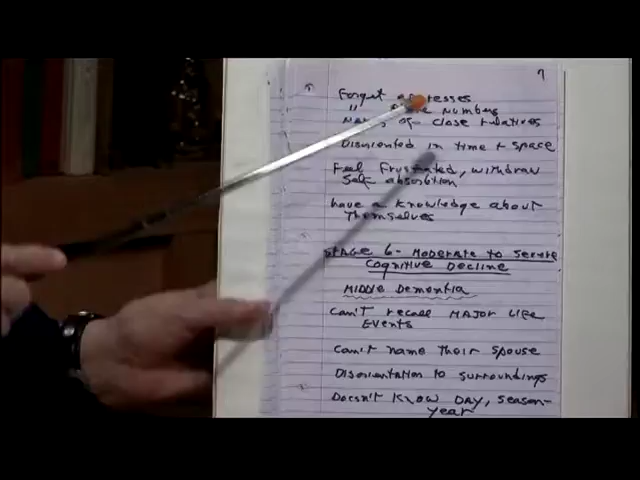 7
Forget addresses
" Phone numbers
Names of close relatives
Disoriented in time + space
Feel Frustrated, withdraw
Self absorbtion
have a Knowledge about
Themselves
STAGE 6 - Moderate to Severe
Cognitive Decline
Middle Dementia
Can't recall MAJOR Life
Events
Can't name Their Spouse
Disorientation to surroundings
Doesn't Know DAY, season-
year